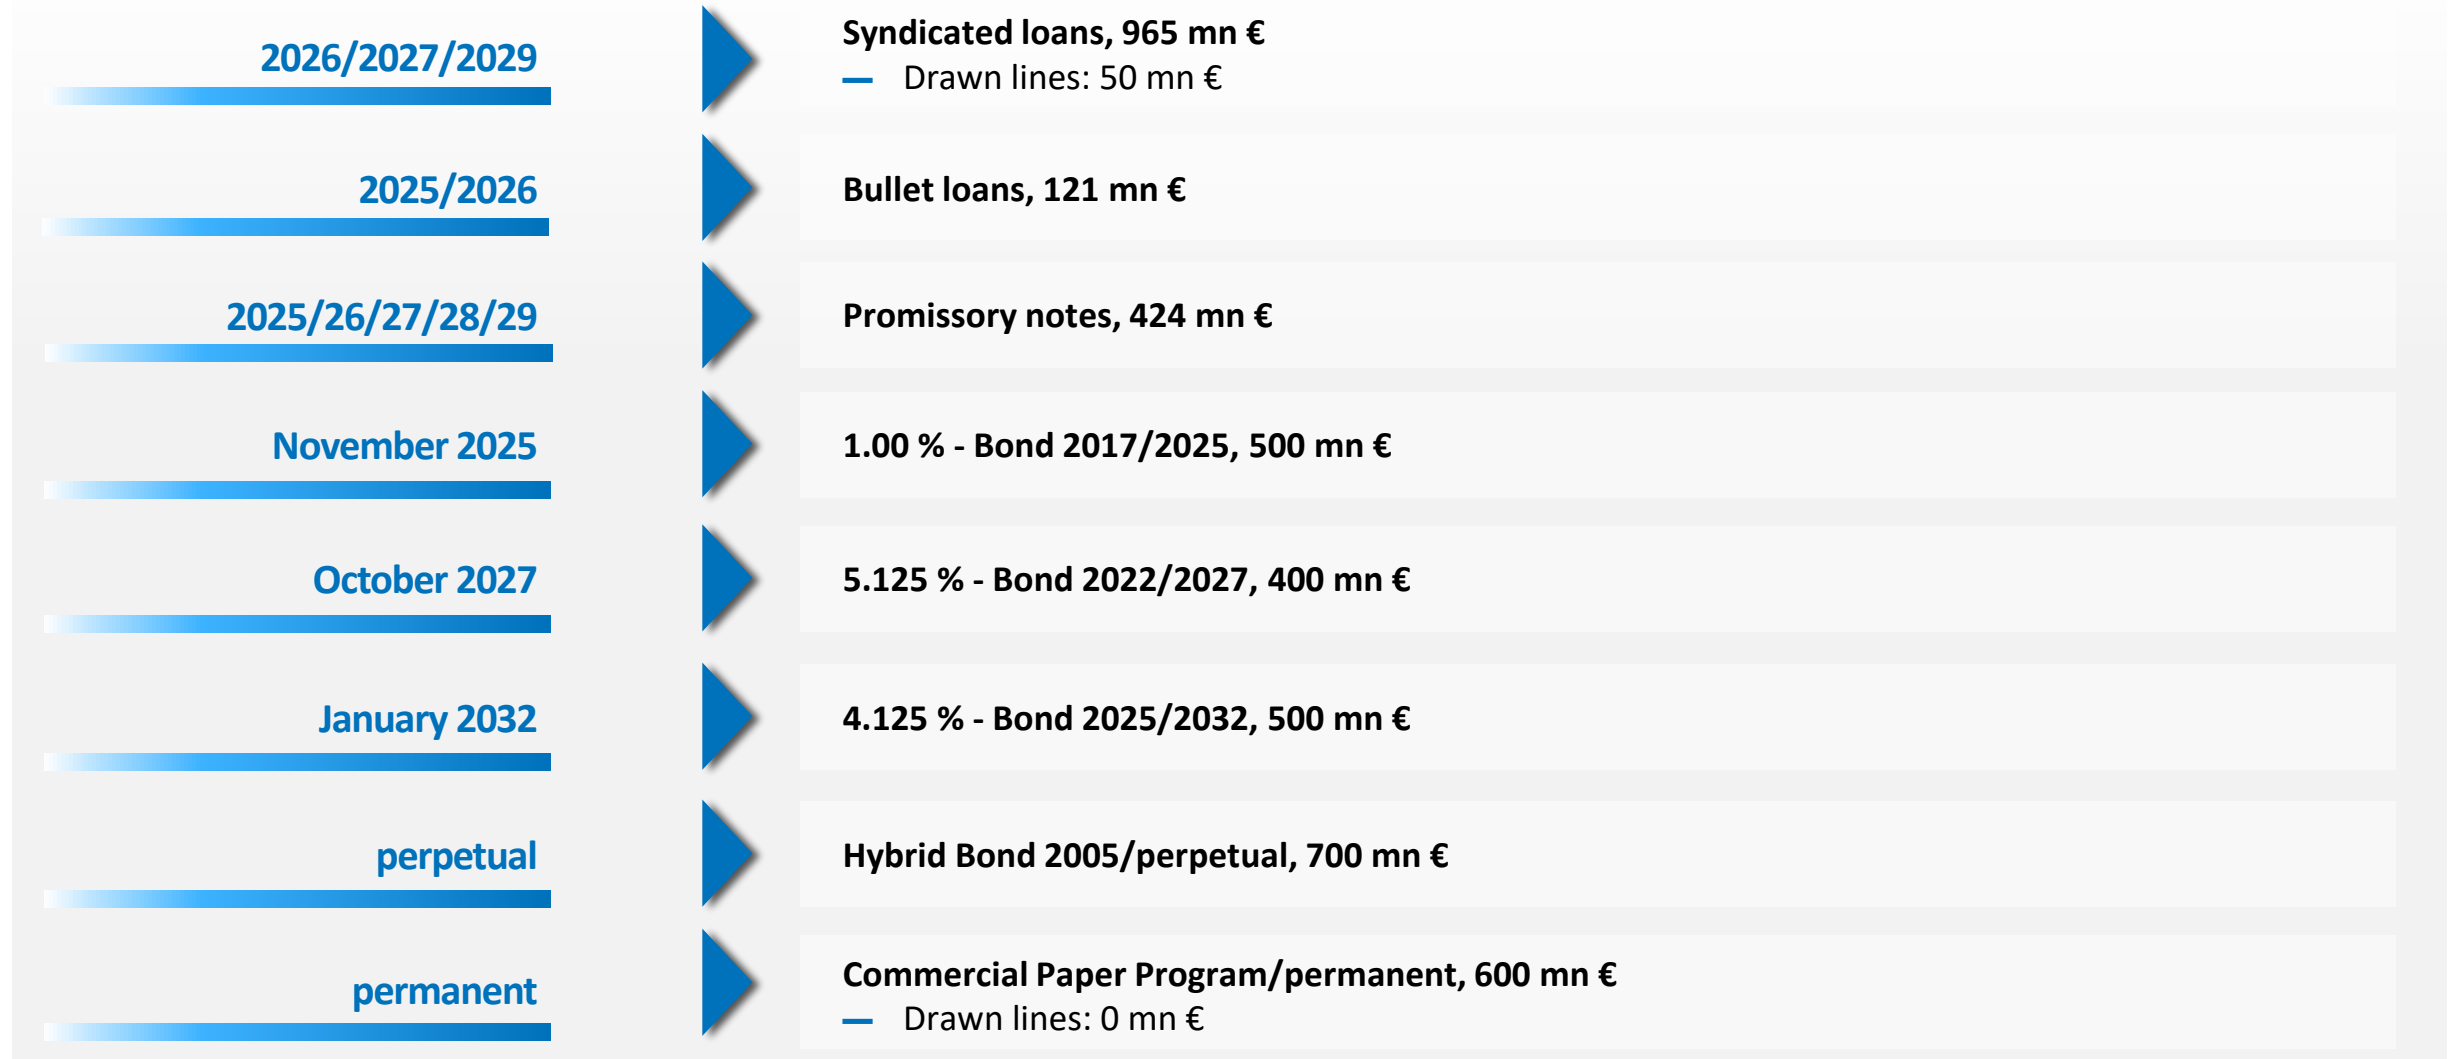 2026/2027/2029
Syndicated loans, 965 mn €
— Drawn lines: 50 mn €
2025/2026
Bullet loans, 121 mn €
2025/26/27/28/29
Promissory notes, 424 mn €
November 2025
1.00 % - Bond 2017/2025, 500 mn €
October 2027
5.125 % - Bond 2022/2027, 400 mn €
January 2032
4.125 % - Bond 2025/2032, 500 mn €
perpetual
Hybrid Bond 2005/perpetual, 700 mn €
permanent
Commercial Paper Program/permanent, 600 mn €
— Drawn lines: 0 mn €